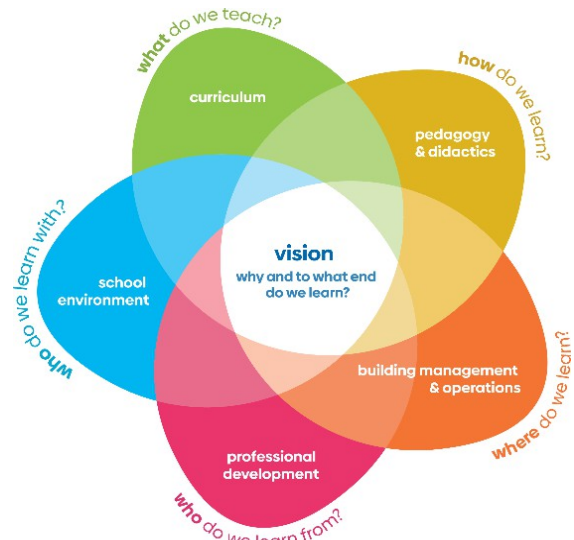 what do we teach?
curriculum
how do we learn?
pedagogy
& didactics
who do we learn with?
school
environment
vision
why and to what end
do we learn?
building management
& operations
where do we learn?
professional
development
who do we learn from?